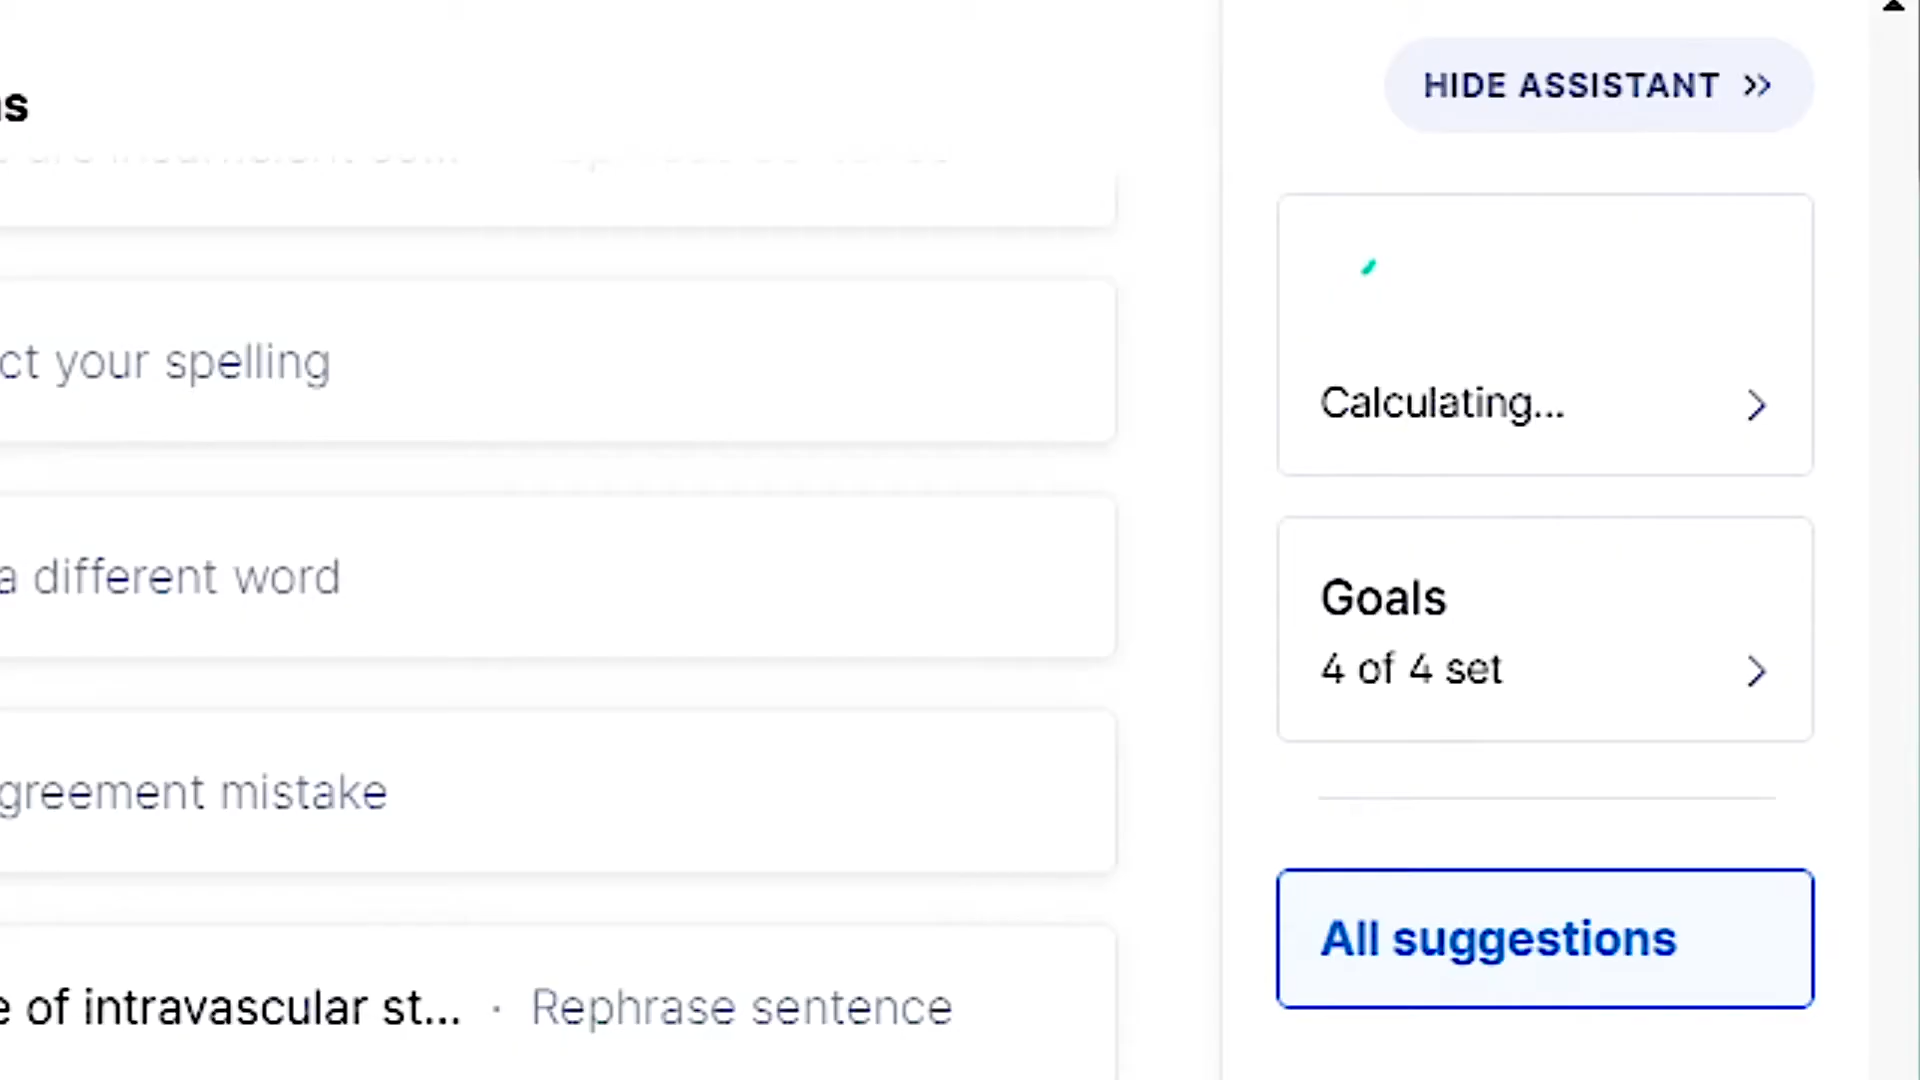 HIDE ASSISTANT
ct your spelling
a different word
greement mistake
e of intravascular st... · Rephrase sentence
Calculating...
Goals
4 of 4 set
All suggestions